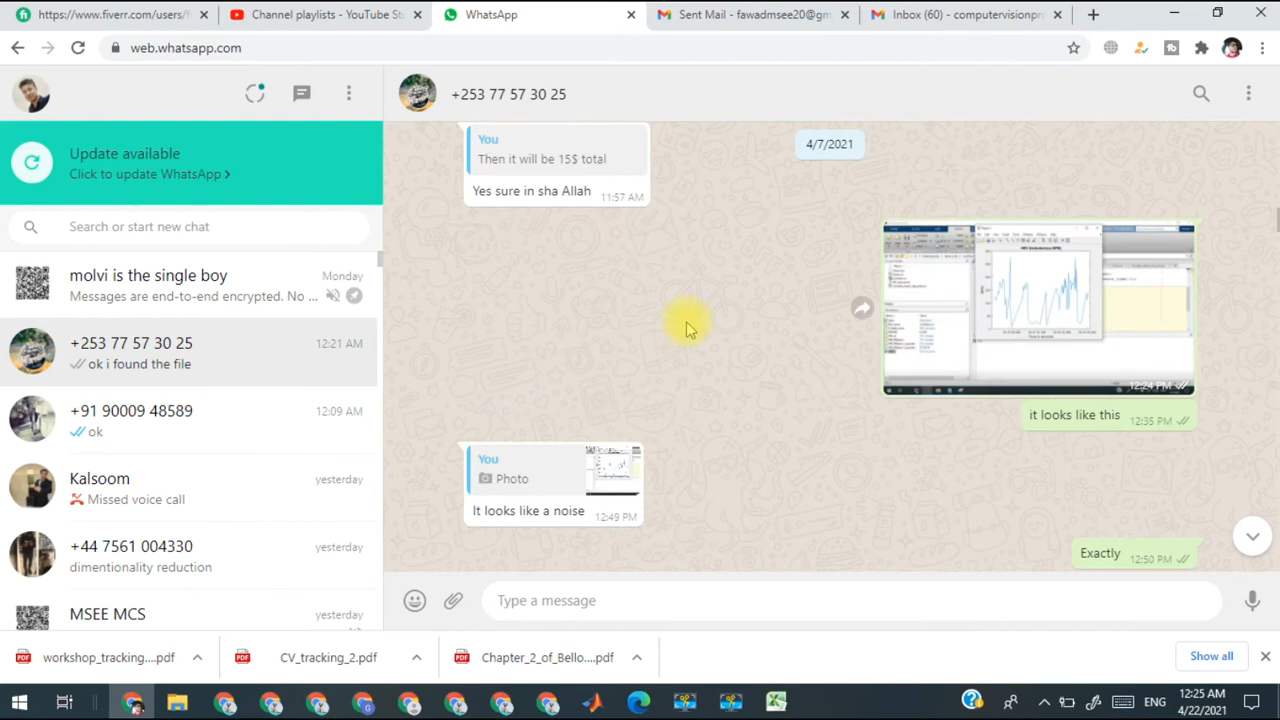 https://www.fiverr.com/users/f
Channel playlists - YouTube St
WhatsApp
Sent Mail - fawadmsee20@gm
Inbox (60) - computervisionpro
web.whatsapp.com
+253 77 57 30 25
Update available
Click to update WhatsApp
Search or start new chat
molvi is the single boy
Monday
Messages are end-to-end encrypted. No ...
+253 77 57 30 25
12:21 AM
ok i found the file
+91 90009 48589
12:09 AM
ok
Kalsoom
yesterday
Missed voice call
+44 7561 004330
yesterday
dimentionality reduction
MSEE MCS
yesterday
4/7/2021
You
Then it will be 15$ total
Yes sure in sha Allah
11:57 AM
12:24 PM
it looks like this
12:35 PM
You
Photo
It looks like a noise
12:49 PM
Exactly
12:50 PM
Type a message
workshop_tracking....pdf
CV_tracking_2.pdf
Chapter_2_of_Bello....pdf
Show all
ENG
12:25 AM
4/22/2021